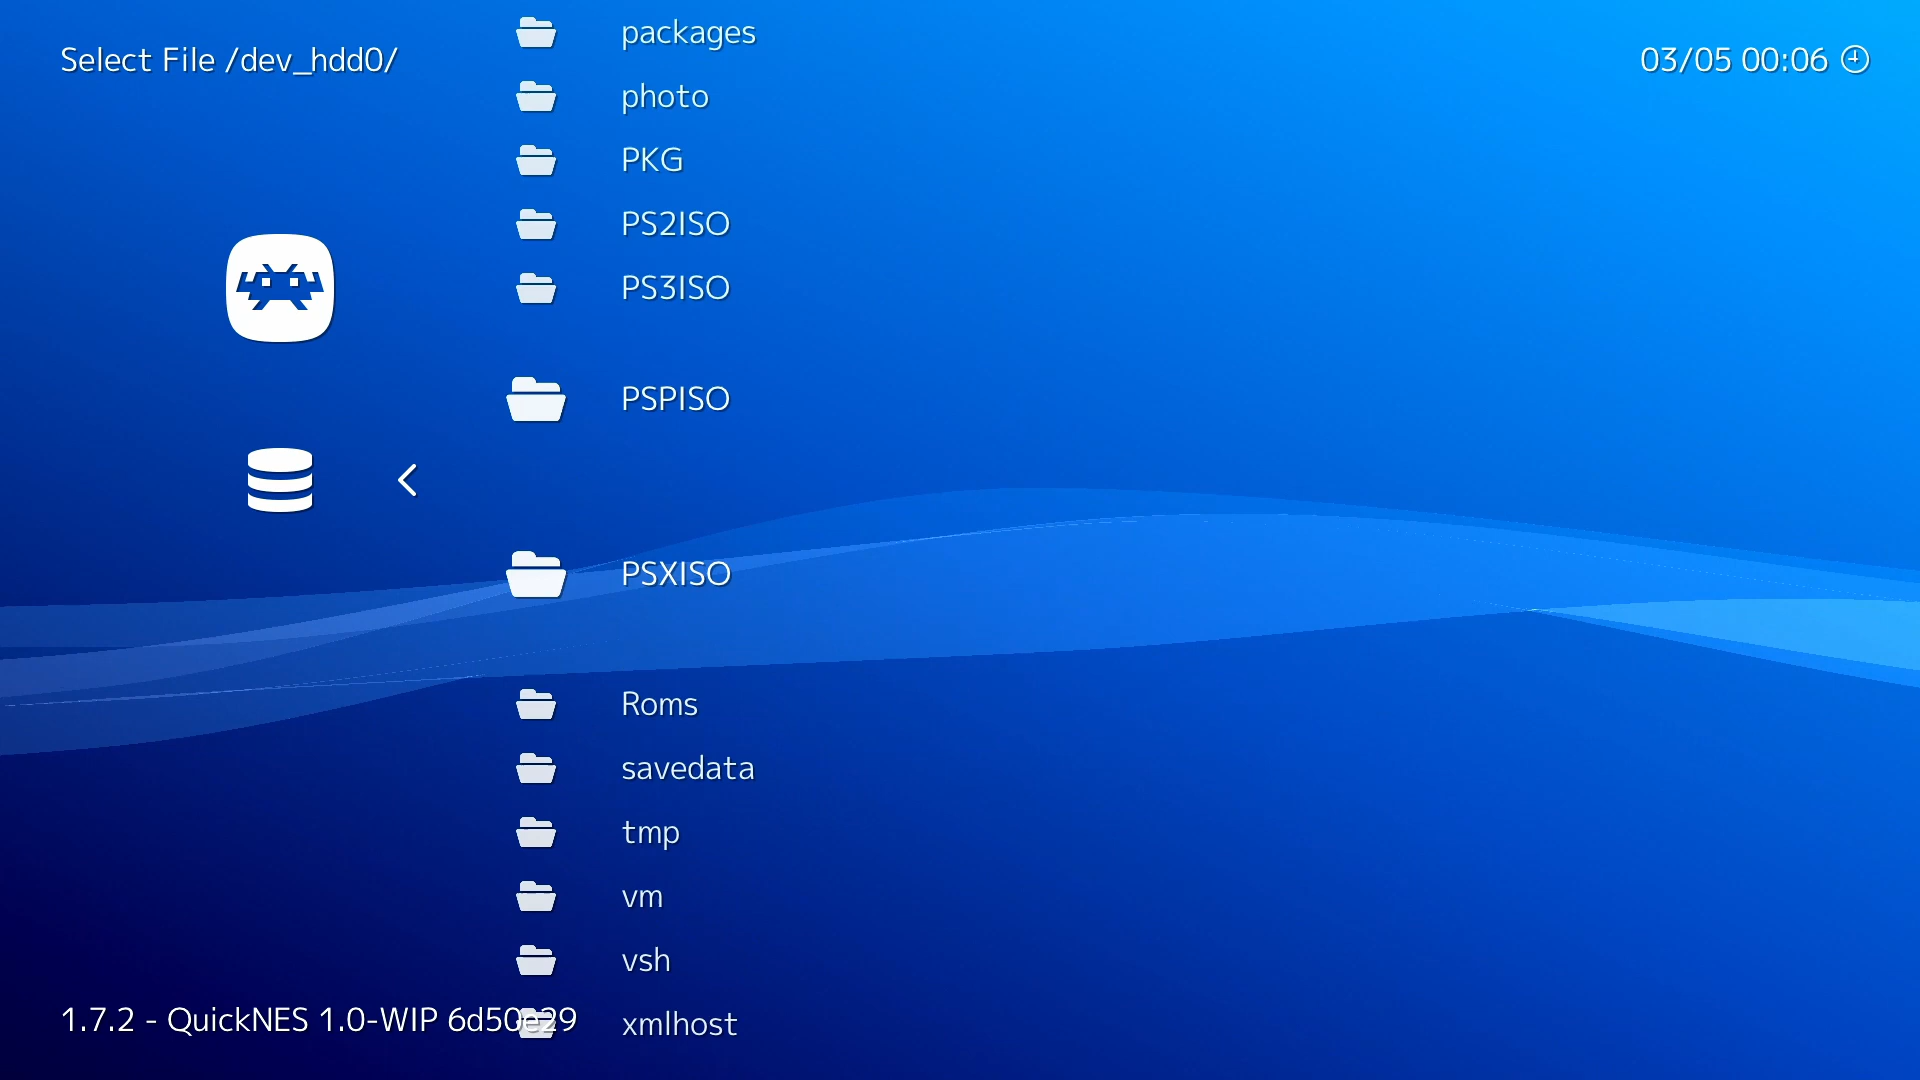 Select File /dev_hdd0/
03/05 00:06
packages
photo
PKG
PS2ISO
PS3ISO
PSPISO
PSXISO
Roms
savedata
tmp
vm
vsh
xmlhost
1.7.2 - QuickNES 1.0-WIP 6d50e29